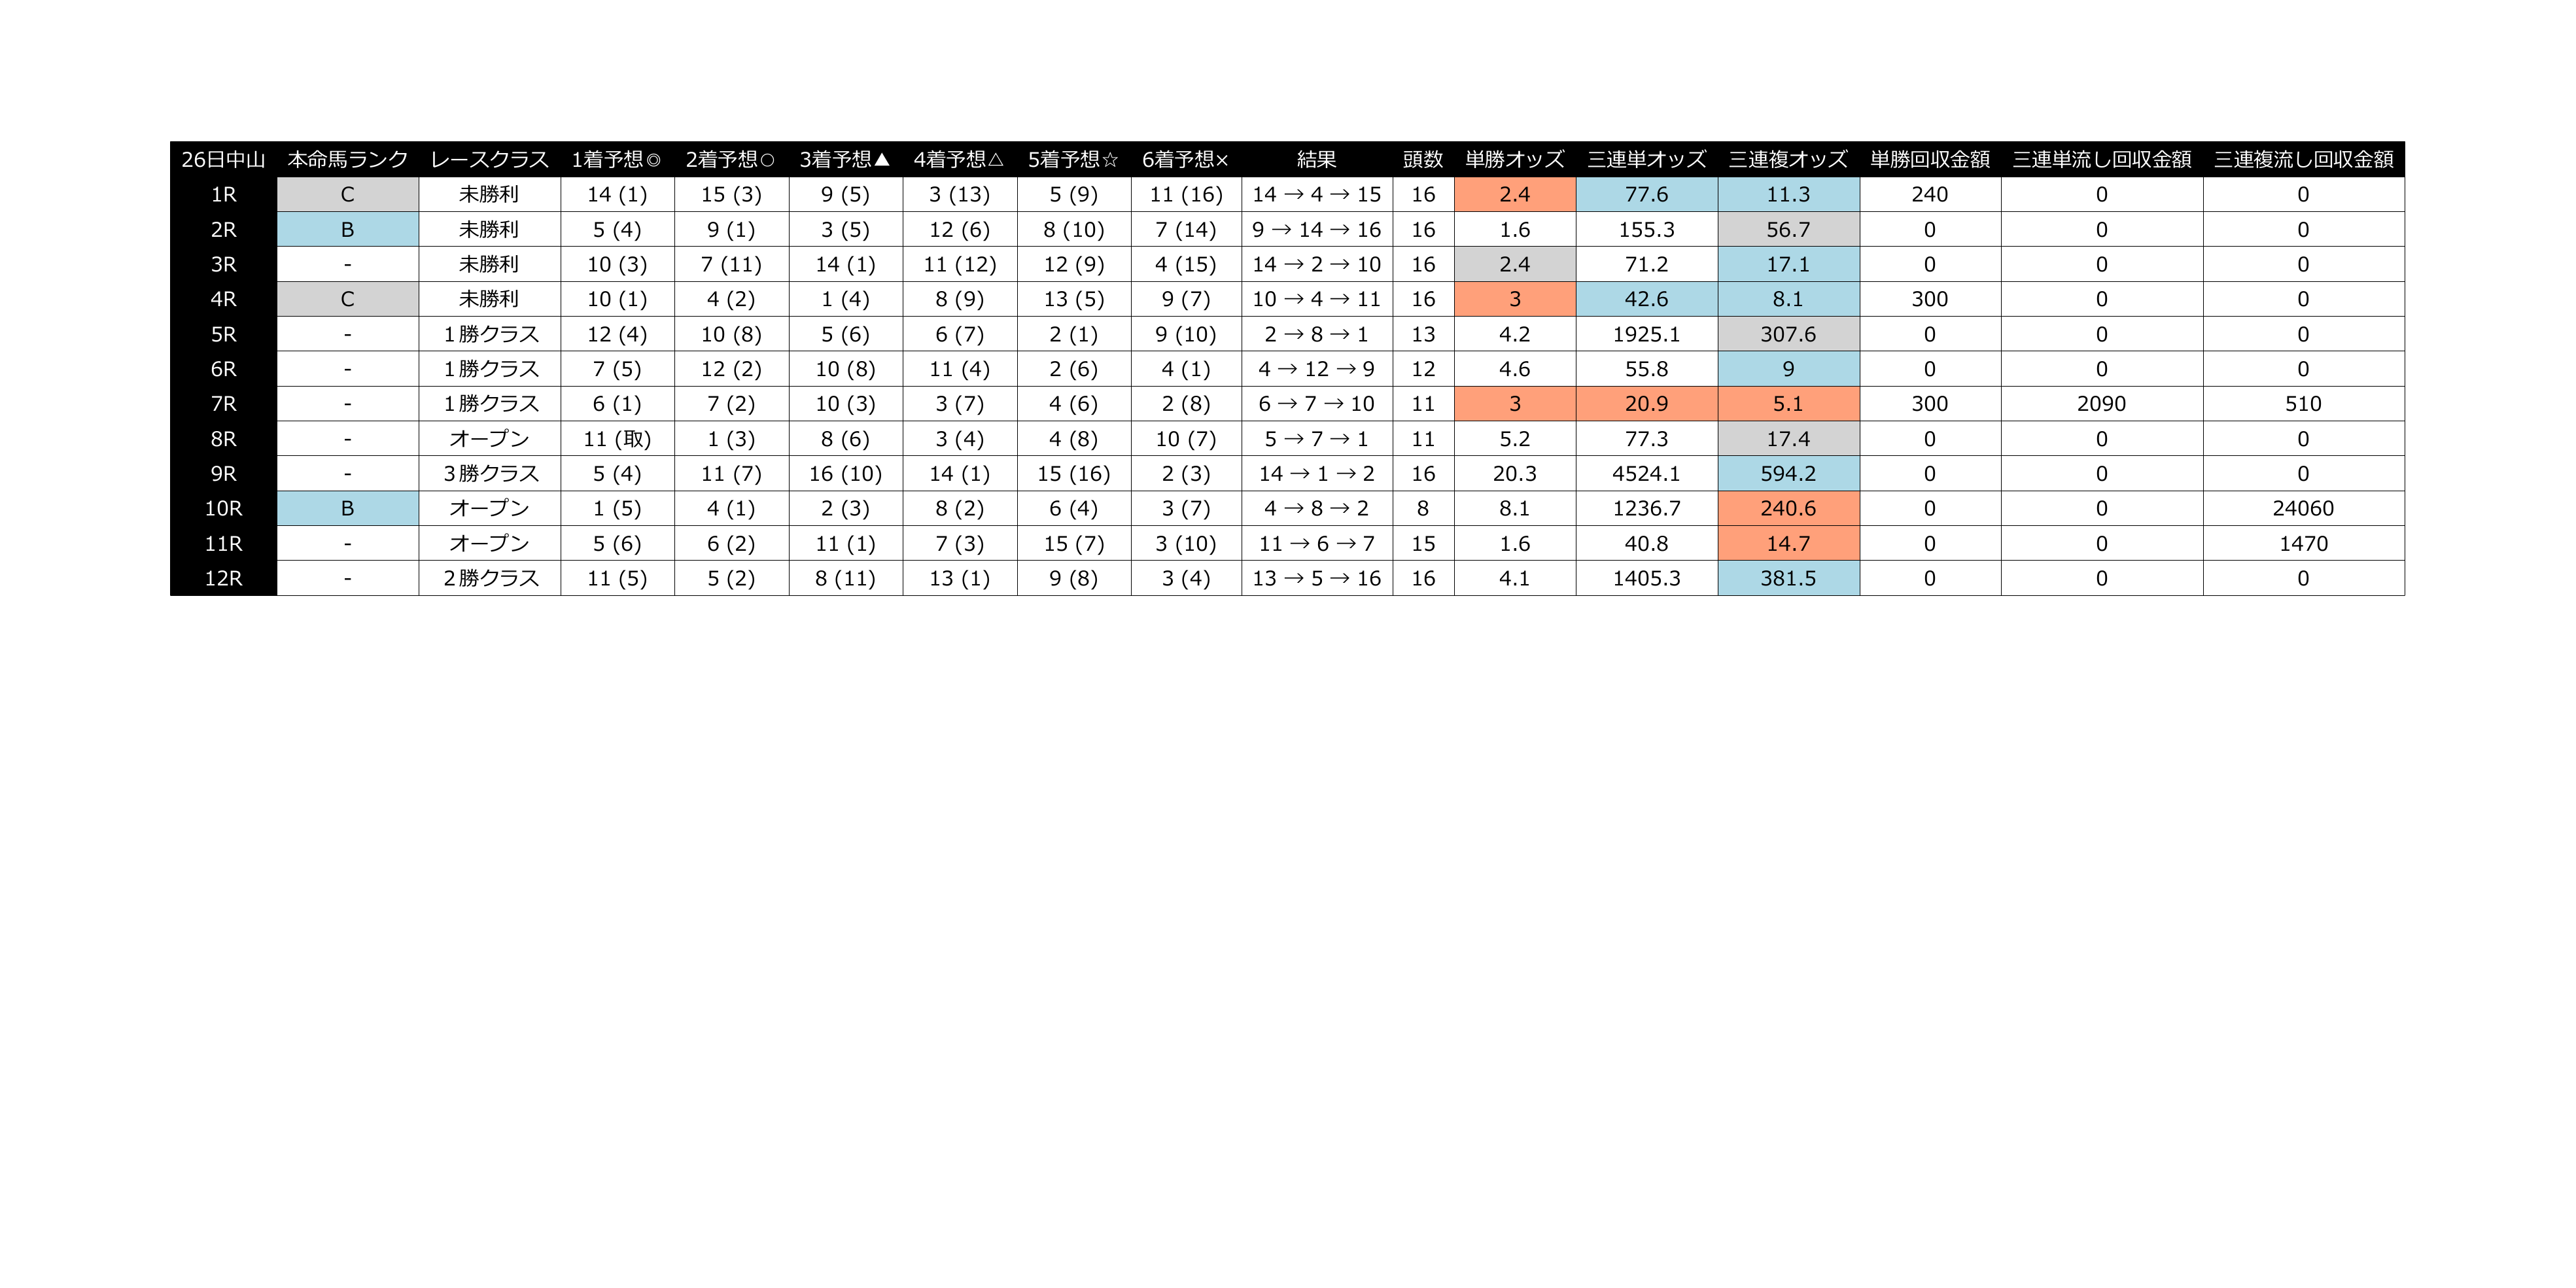 26日中山 本命馬ランク レースクラス 1着予想◎ 2着予想○ 3着予想▲ 4着予想△ 5着予想☆ 6着予想× 結果 頭数 単勝オッズ 三連単オッズ 三連複オッズ 単勝回収金額 三連単流し回収金額 三連複流し回収金額
1R C 未勝利 14 (1) 15 (3) 9 (5) 3 (13) 5 (9) 11 (16) 14 → 4 → 15 16 2.4 77.6 11.3 240 0 0
2R B 未勝利 5 (4) 9 (1) 3 (5) 12 (6) 8 (10) 7 (14) 9 → 14 → 16 16 1.6 155.3 56.7 0 0 0
3R - 未勝利 10 (3) 7 (11) 14 (1) 11 (12) 12 (9) 4 (15) 14 → 2 → 10 16 2.4 71.2 17.1 0 0 0
4R C 未勝利 10 (1) 4 (2) 1 (4) 8 (9) 13 (5) 9 (7) 10 → 4 → 11 16 3 42.6 8.1 300 0 0
5R - 1勝クラス 12 (4) 10 (8) 5 (6) 6 (7) 2 (1) 9 (10) 2 → 8 → 1 13 4.2 1925.1 307.6 0 0 0
6R - 1勝クラス 7 (5) 12 (2) 10 (8) 11 (4) 2 (6) 4 (1) 4 → 12 → 9 12 4.6 55.8 9 0 0 0
7R - 1勝クラス 6 (1) 7 (2) 10 (3) 3 (7) 4 (6) 2 (8) 6 → 7 → 10 11 3 20.9 5.1 300 2090 510
8R - オープン 11 (取) 1 (3) 8 (6) 3 (4) 4 (8) 10 (7) 5 → 7 → 1 11 5.2 77.3 17.4 0 0 0
9R - 3勝クラス 5 (4) 11 (7) 16 (10) 14 (1) 15 (16) 2 (3) 14 → 1 → 2 16 20.3 4524.1 594.2 0 0 0
10R B オープン 1 (5) 4 (1) 2 (3) 8 (2) 6 (4) 3 (7) 4 → 8 → 2 8 8.1 1236.7 240.6 0 0 24060
11R - オープン 5 (6) 6 (2) 11 (1) 7 (3) 15 (7) 3 (10) 11 → 6 → 7 15 1.6 40.8 14.7 0 0 1470
12R - 2勝クラス 11 (5) 5 (2) 8 (11) 13 (1) 9 (8) 3 (4) 13 → 5 → 16 16 4.1 1405.3 381.5 0 0 0